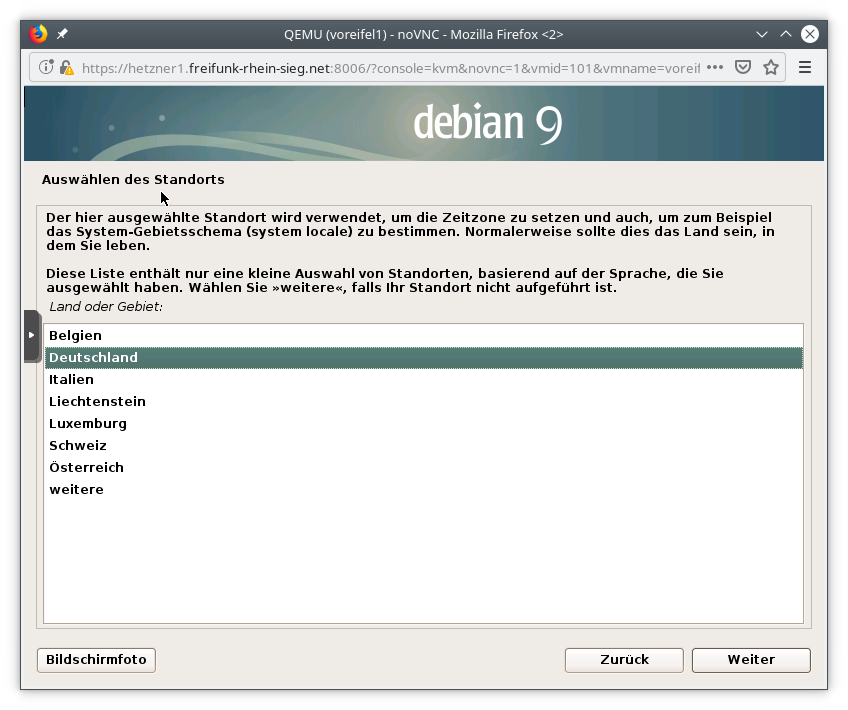 QEMU (voreifel1) - noVNC - Mozilla Firefox <2>
https://hetzner1.freifunk-rhein-sieg.net:8006/?console=kvm&novnc=1&vmid=101&vmname=voreif
debian 9
Auswählen des Standorts
Der hier ausgewählte Standort wird verwendet, um die Zeitzone zu setzen und auch, um zum Beispiel
das System-Gebietsschema (system locale) zu bestimmen. Normalerweise sollte dies das Land sein, in
dem Sie leben.
Diese Liste enthält nur eine kleine Auswahl von Standorten, basierend auf der Sprache, die Sie
ausgewählt haben. Wählen Sie »weitere«, falls Ihr Standort nicht aufgeführt ist.
Land oder Gebiet:
Belgien
Deutschland
Italien
Liechtenstein
Luxemburg
Schweiz
Österreich
weitere
Bildschirmfoto
Zurück
Weiter